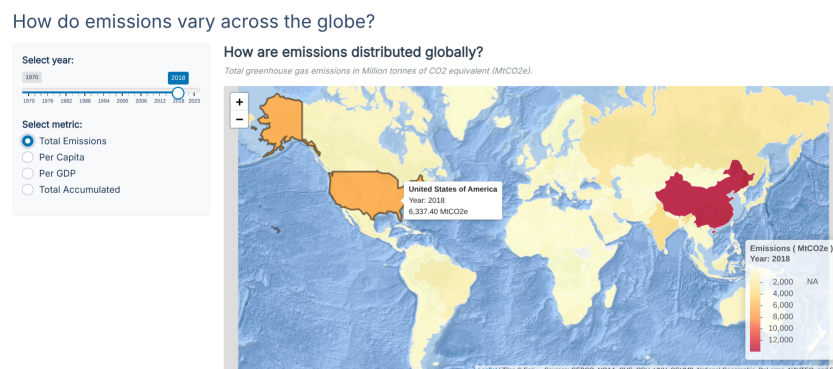 How do emissions vary across the globe?
Select year:
1970
2018
1970 1976 1982 1988 1994 2000 2006 2012 2018 2023
Select metric:
Total Emissions
Per Capita
Per GDP
Total Accumulated
How are emissions distributed globally?
Total greenhouse gas emissions in Million tonnes of CO2 equivalent (MtCO2e).
+
−
United States of America
Year: 2018
6,337.40 MtCO2e
Emissions ( MtCO2e )
Year: 2018
2,000 NA
4,000
6,000
8,000
10,000
12,000